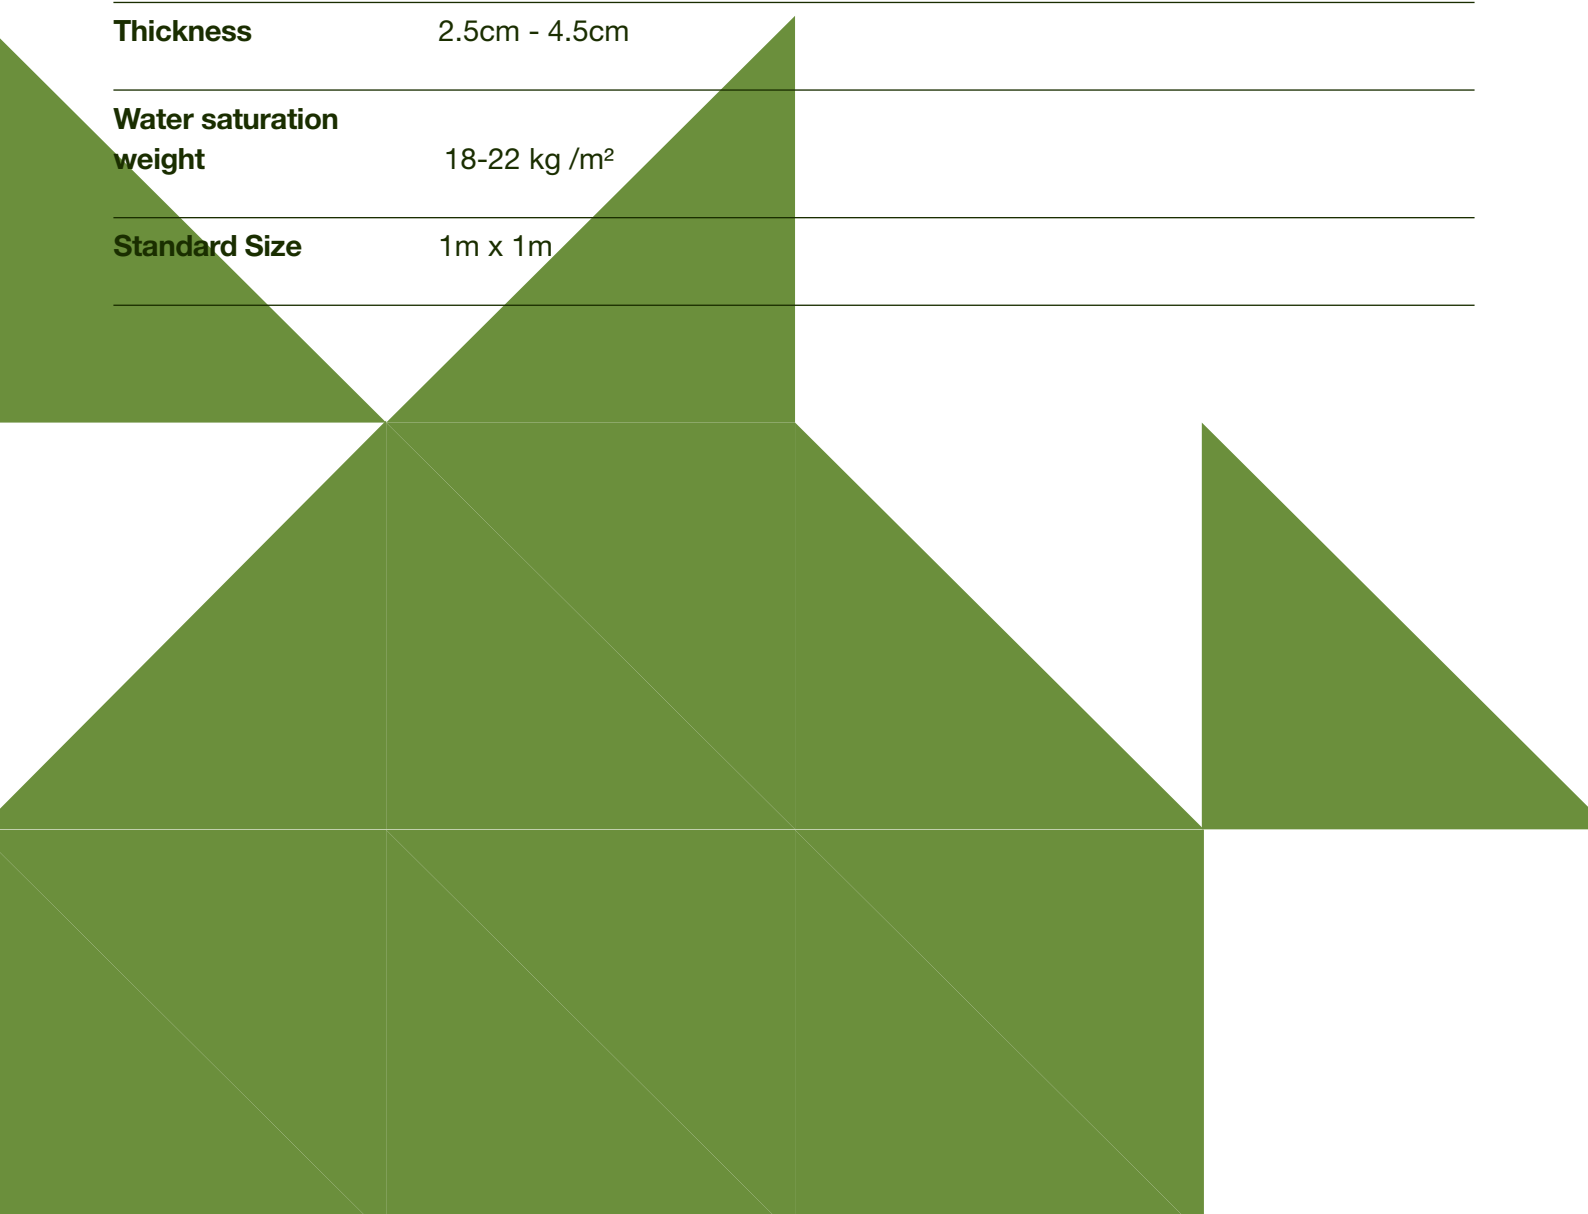 Thickness 2.5cm - 4.5cm
Water saturation
weight 18-22 kg /m²
Standard Size 1m x 1m